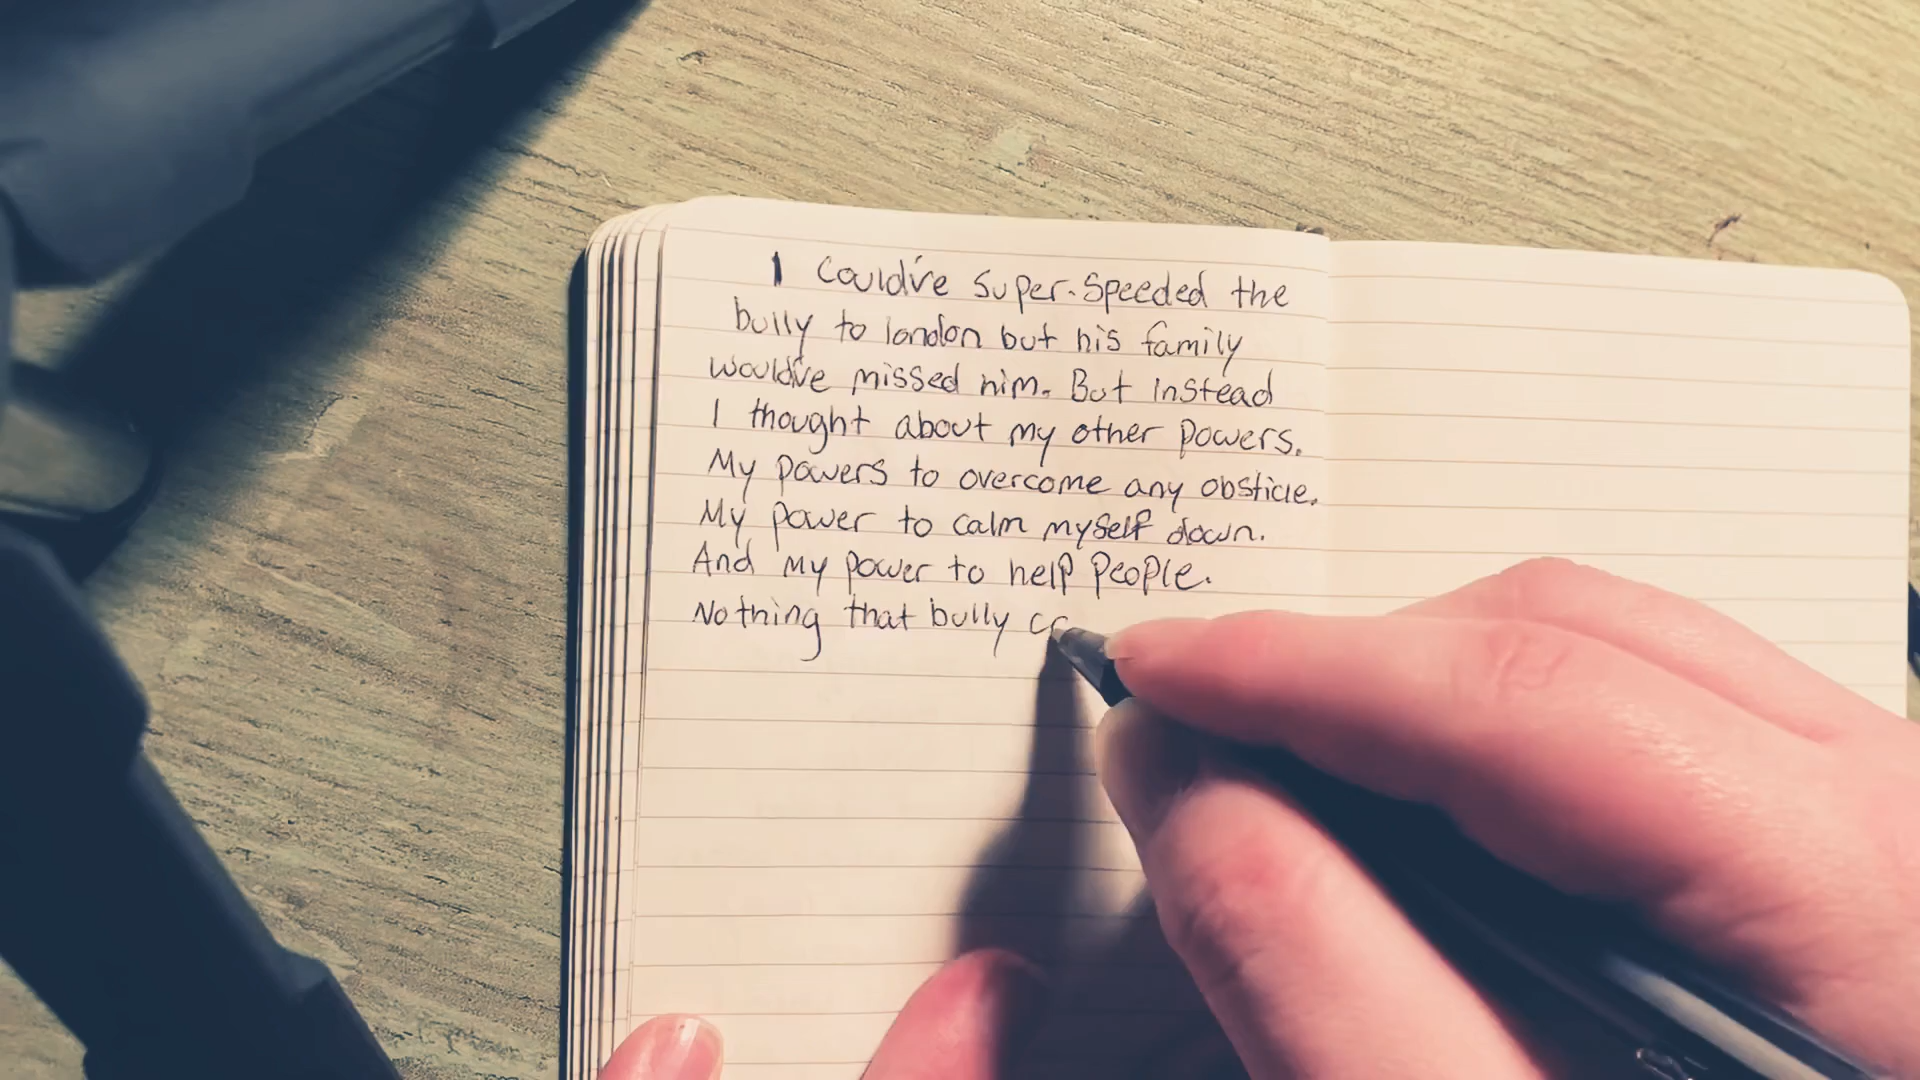 I could've super-speeded the
bully to london but his family
would've missed him. But instead
I thought about my other powers.
My powers to overcome any obsticle.
My power to calm myself down.
And my power to help people.
Nothing that bully